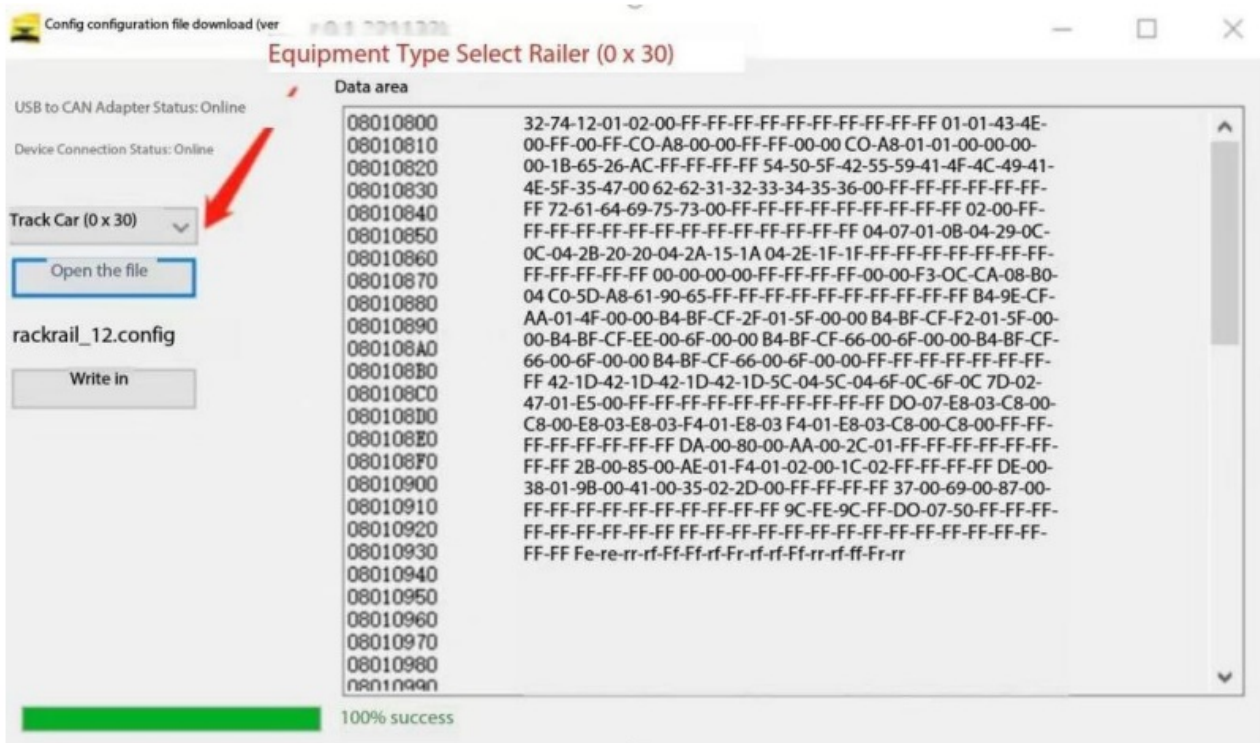 Config configuration file download (ver
Equipment Type Select Railer (0 x 30)
USB to CAN Adapter Status: Online
Device Connection Status: Online
Track Car (0 x 30)
Open the file
rackrail_12.config
Write in
Data area
08010800
08010810
08010820
08010830
08010840
08010850
08010860
08010870
08010880
08010890
080108A0
080108B0
080108C0
080108D0
080108E0
080108F0
08010900
08010910
08010920
08010930
08010940
08010950
08010960
08010970
08010980
08010990
32-74-12-01-02-00-FF-FF-FF-FF-FF-FF-FF-FF-FF-FF 01-01-43-4E-
00-FF-00-FF-CO-A8-00-00-FF-FF-00-00 CO-A8-01-01-00-00-00-
00-1B-65-26-AC-FF-FF-FF-FF 54-50-5F-42-55-59-41-4F-4C-49-41-
4E-5F-35-47-00 62-62-31-32-33-34-35-36-00-FF-FF-FF-FF-FF-FF-
FF 72-61-64-69-75-73-00-FF-FF-FF-FF-FF-FF-FF-FF-FF 02-00-FF-
FF-FF-FF-FF-FF-FF-FF-FF-FF-FF-FF-FF-FF 04-07-01-0B-04-29-0C-
0C-04-2B-20-20-04-2A-15-1A 04-2E-1F-1F-FF-FF-FF-FF-FF-FF-FF-
FF-FF-FF-FF-FF 00-00-00-00-FF-FF-FF-FF-00-00-F3-OC-CA-08-B0-
04 C0-5D-A8-61-90-65-FF-FF-FF-FF-FF-FF-FF-FF-FF-FF B4-9E-CF-
AA-01-4F-00-00-B4-BF-CF-2F-01-5F-00-00 B4-BF-CF-F2-01-5F-00-
00-B4-BF-CF-EE-00-6F-00-00 B4-BF-CF-66-00-6F-00-00-B4-BF-CF-
66-00-6F-00-00 B4-BF-CF-66-00-6F-00-00-FF-FF-FF-FF-FF-FF-FF-
FF 42-1D-42-1D-42-1D-42-1D-5C-04-5C-04-6F-0C-6F-0C 7D-02-
47-01-E5-00-FF-FF-FF-FF-FF-FF-FF-FF-FF-FF DO-07-E8-03-C8-00-
C8-00-E8-03-E8-03-F4-01-E8-03 F4-01-E8-03-C8-00-C8-00-FF-FF-
FF-FF-FF-FF-FF-FF DA-00-80-00-AA-00-2C-01-FF-FF-FF-FF-FF-FF-
FF-FF 2B-00-85-00-AE-01-F4-01-02-00-1C-02-FF-FF-FF-FF DE-00-
38-01-9B-00-41-00-35-02-2D-00-FF-FF-FF-FF 37-00-69-00-87-00-
FF-FF-FF-FF-FF-FF-FF-FF-FF-FF 9C-FE-9C-FF-DO-07-50-FF-FF-FF-
FF-FF-FF-FF-FF-FF FF-FF-FF-FF-FF-FF-FF-FF-FF-FF-FF-FF-FF-FF-
FF-FF Fe-re-rr-rf-Ff-Ff-rf-Fr-rf-rf-Ff-rr-rf-ff-Fr-rr
100% success